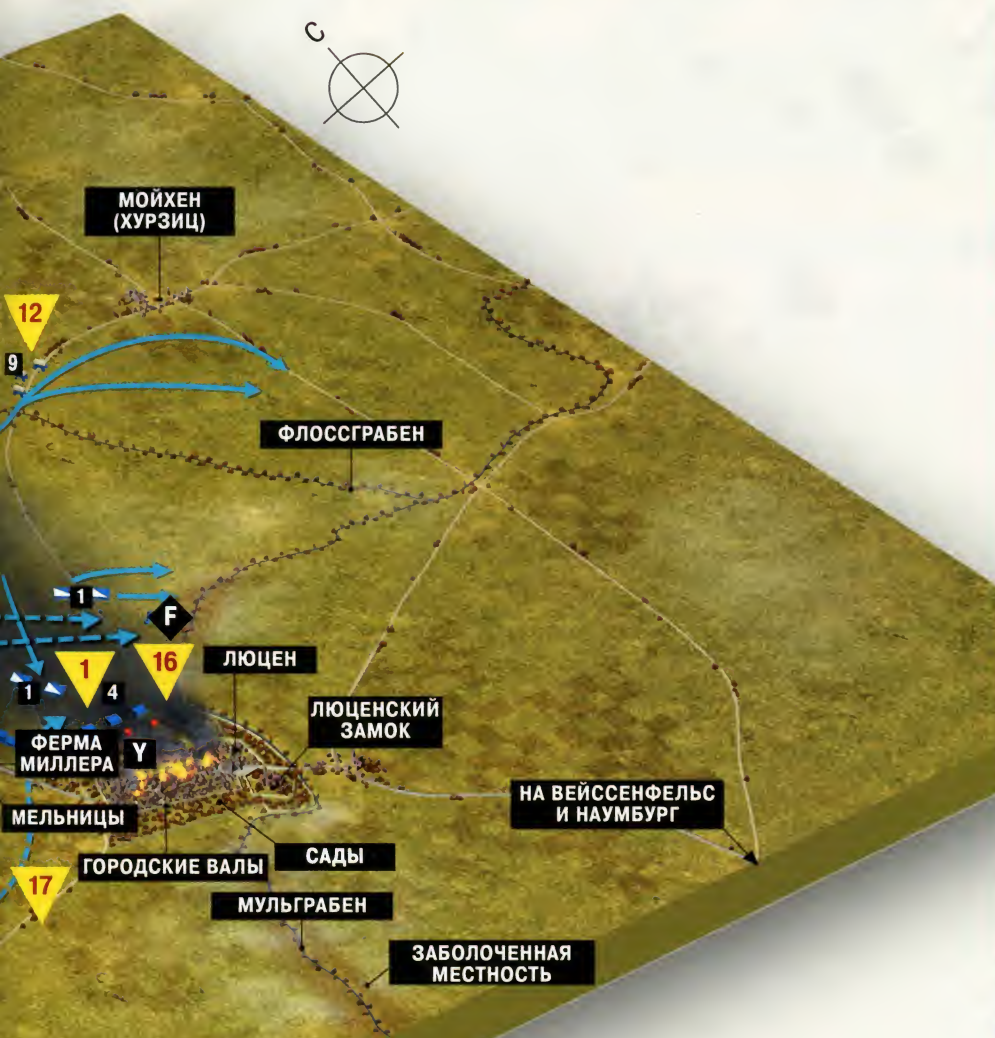 С
МОЙХЕН
(ХУРЗИЦ)
12
9
ФЛОССГРАБЕН
1
F
16
1
1
4
ЛЮЦЕН
ЛЮЦЕНСКИЙ
ЗАМОК
ФЕРМА
МИЛЛЕРА
Y
НА ВЕЙССЕНФЕЛЬС
И НАУМБУРГ
МЕЛЬНИЦЫ
ГОРОДСКИЕ ВАЛЫ
САДЫ
17
МУЛЬГРАБЕН
ЗАБОЛОЧЕННАЯ
МЕСТНОСТЬ